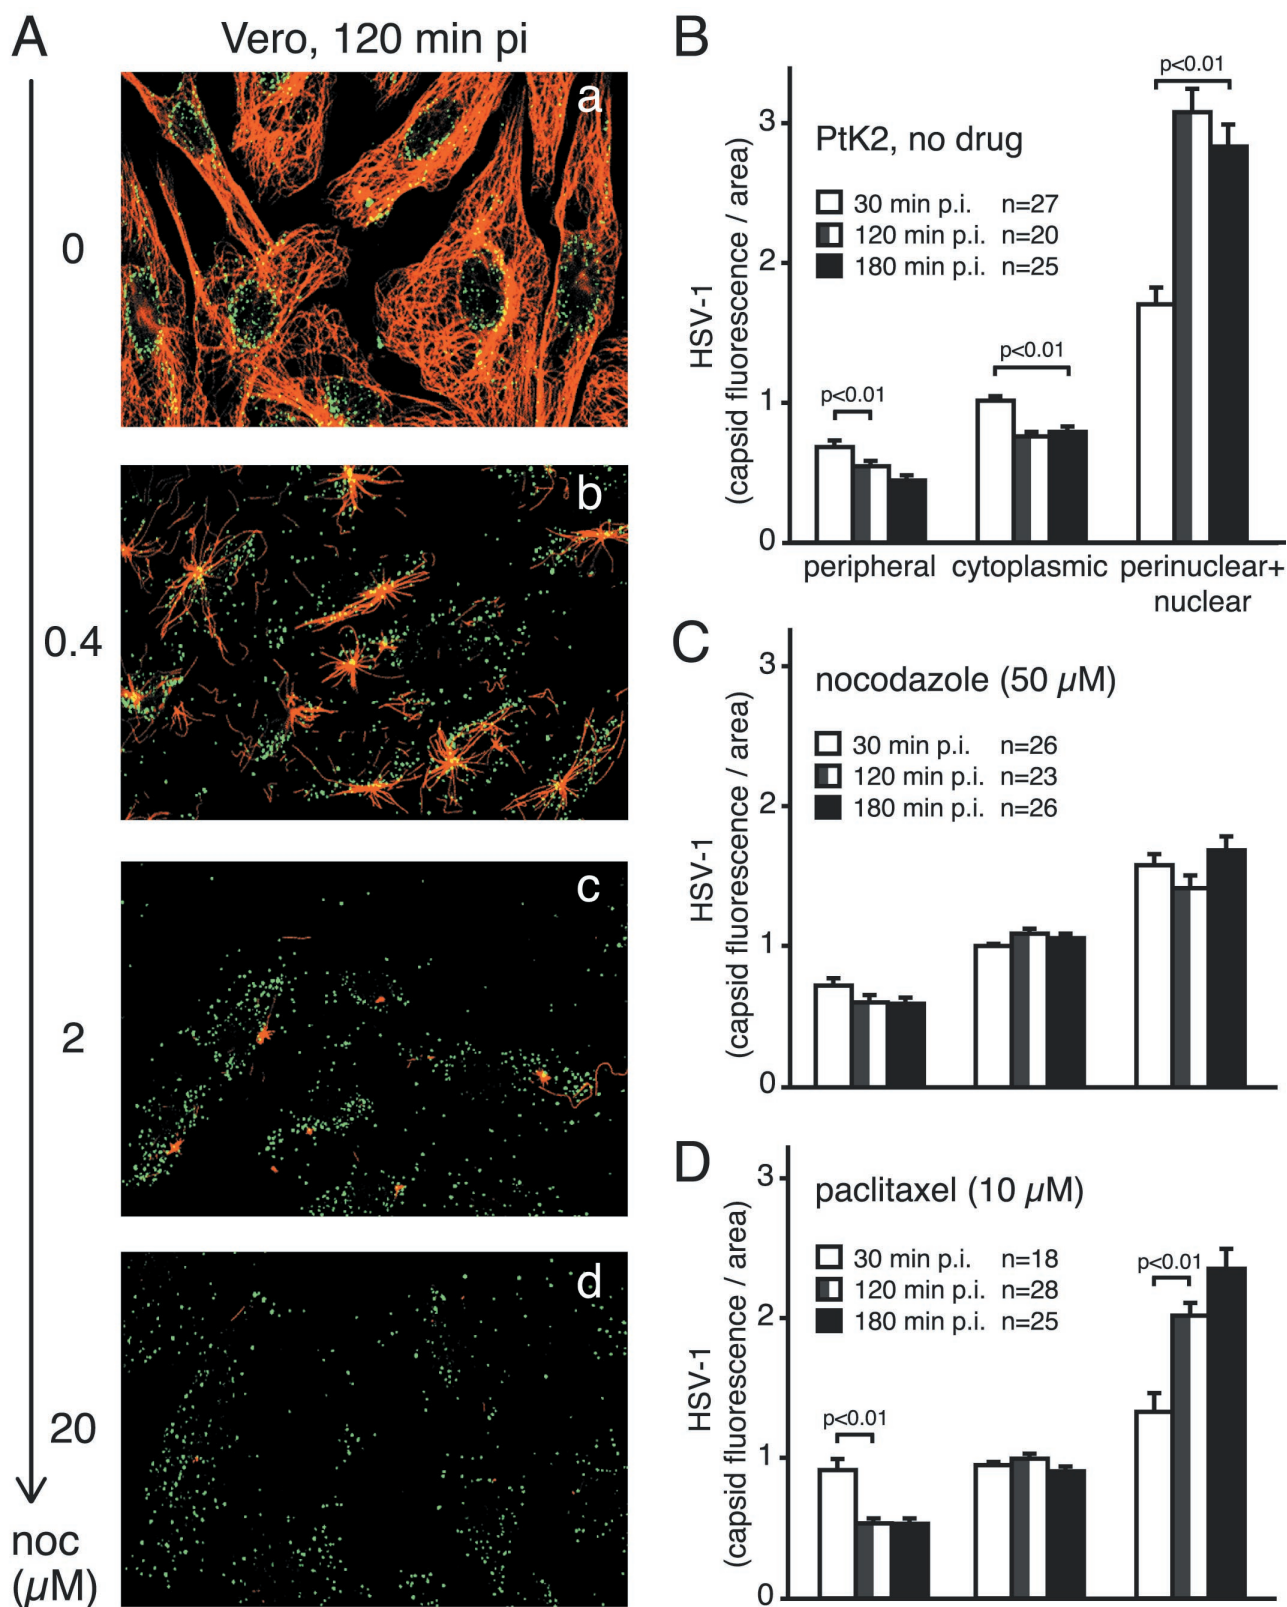 A
Vero, 120 min pi
a
0
b
0.4
c
2
d
20
noc
(µM)
B
p<0.01
3
PtK2, no drug
30 min p.i. n=27
120 min p.i. n=20
180 min p.i. n=25
2
HSV-1
(capsid fluorescence / area)
p<0.01
p<0.01
1
0
peripheral cytoplasmic perinuclear+
nuclear
C
3
nocodazole (50 µM)
30 min p.i. n=26
120 min p.i. n=23
180 min p.i. n=26
2
HSV-1
(capsid fluorescence / area)
1
0
D
3
paclitaxel (10 µM)
30 min p.i. n=18
120 min p.i. n=28
180 min p.i. n=25
p<0.01
2
HSV-1
(capsid fluorescence / area)
p<0.01
1
0